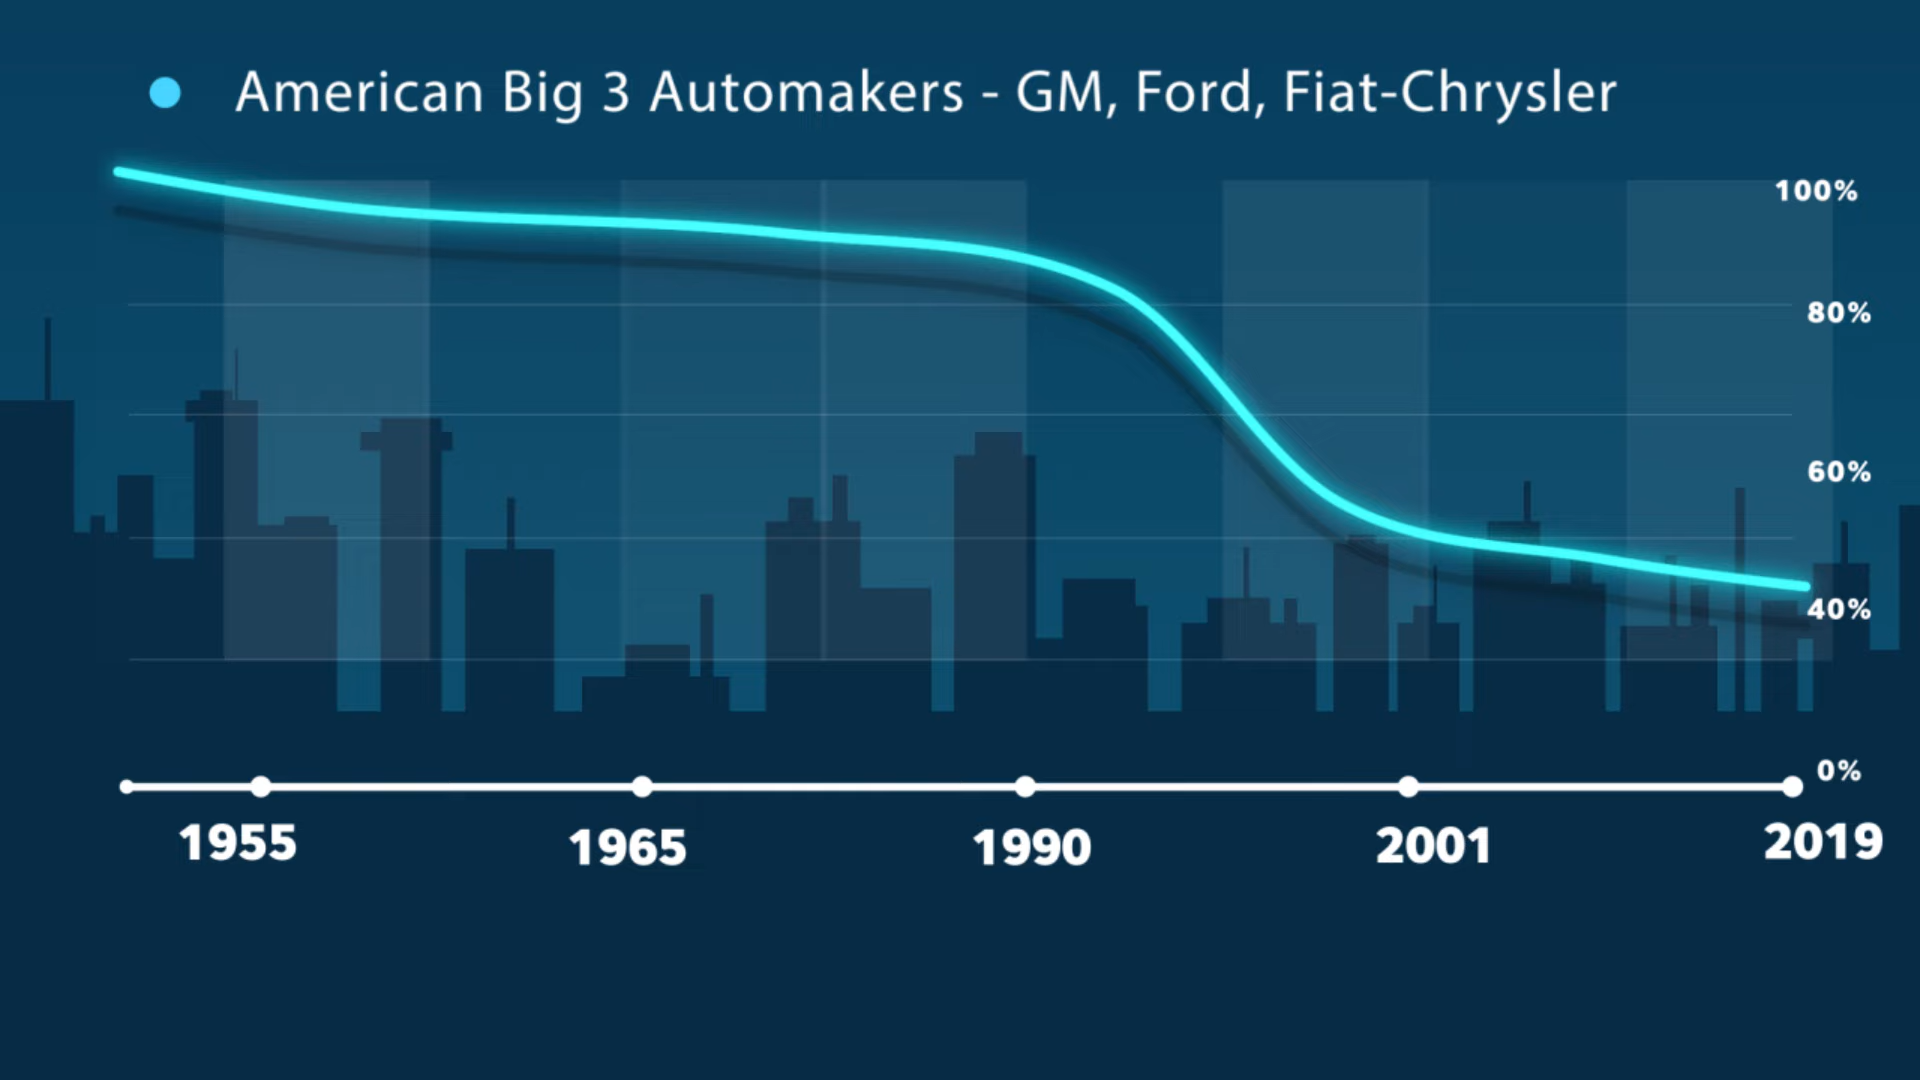 American Big 3 Automakers - GM, Ford, Fiat-Chrysler
100%
80%
60%
40%
0%
1955 1965 1990 2001 2019